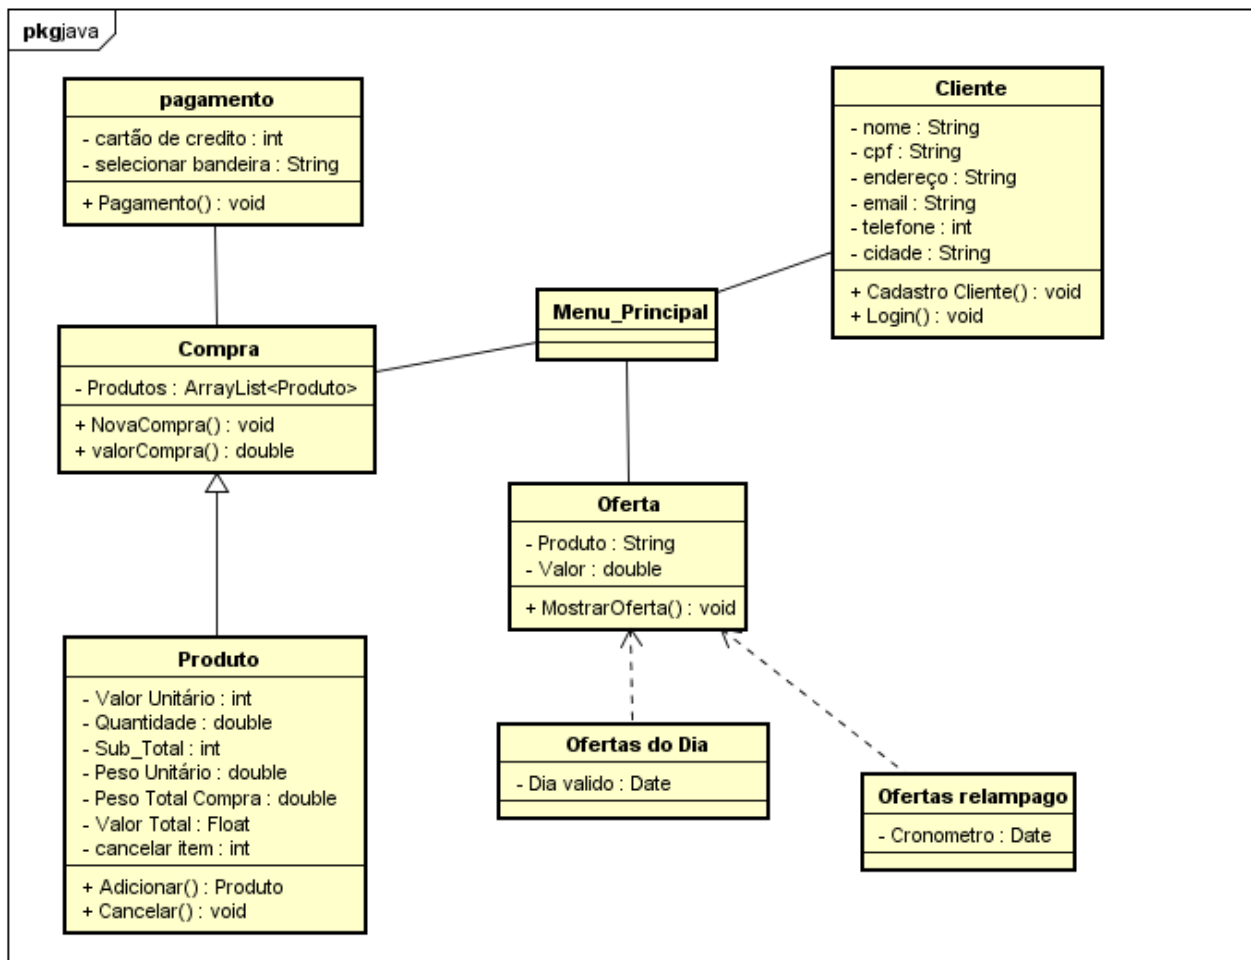 pkg java
pagamento
- cartão de credito : int
- selecionar bandeira : String
+ Pagamento() : void
Cliente
- nome : String
- cpf : String
- endereço : String
- email : String
- telefone : int
- cidade : String
+ Cadastro Cliente() : void
+ Login() : void
Menu_Principal
Compra
- Produtos : ArrayList<Produto>
+ NovaCompra() : void
+ valorCompra() : double
Oferta
- Produto : String
- Valor : double
+ MostrarOferta() : void
Produto
- Valor Unitário : int
- Quantidade : double
- Sub_Total : int
- Peso Unitário : double
- Peso Total Compra : double
- Valor Total : Float
- cancelar item : int
+ Adicionar() : Produto
+ Cancelar() : void
Ofertas do Dia
- Dia valido : Date
Ofertas relampago
- Cronometro : Date